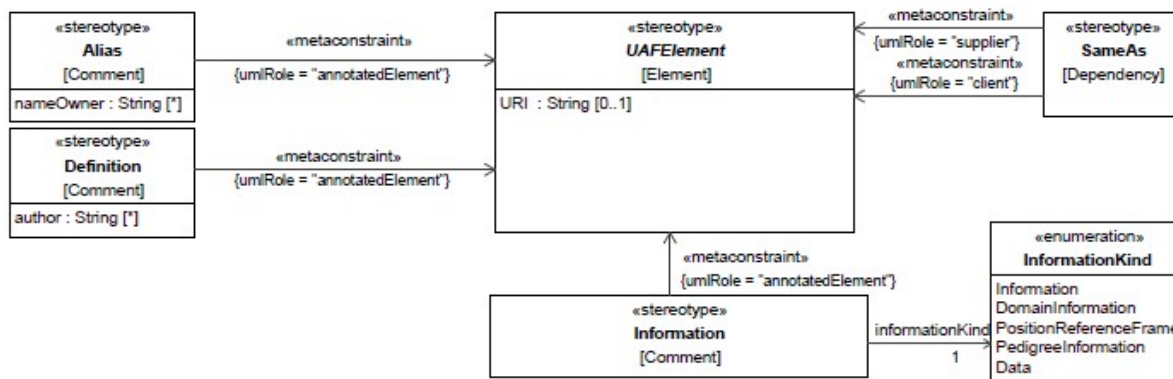 «stereotype»
Alias
[Comment]
nameOwner : String [*]
«metaconstraint»
{umlRole = "annotatedElement"}
«stereotype»
UAFElement
[Element]
URI : String [0..1]
«metaconstraint»
{umlRole = "supplier"}
«metaconstraint»
{umlRole = "client"}
«stereotype»
SameAs
[Dependency]
«stereotype»
Definition
[Comment]
author : String [*]
«metaconstraint»
{umlRole = "annotatedElement"}
«metaconstraint»
{umlRole = "annotatedElement"}
«stereotype»
Information
[Comment]
informationKind
1
«enumeration»
InformationKind
Information
DomainInformation
PositionReferenceFrame
PedigreeInformation
Data